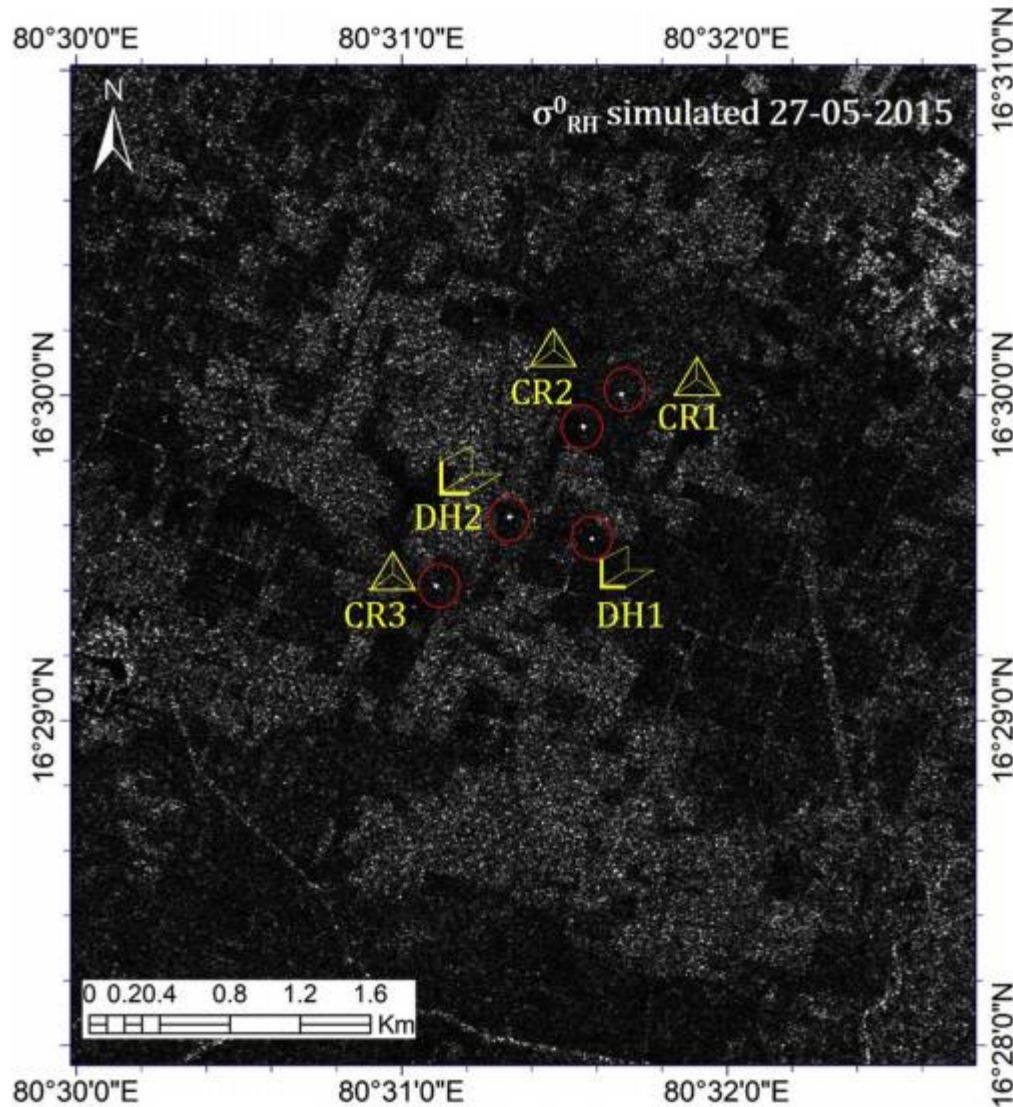 80°30'0"E 80°31'0"E 80°32'0"E
16°31'0"N
N
σ⁰RH simulated 27-05-2015
CR2
CR1
16°30'0"N 16°30'0"N
DH2
CR3
DH1
16°29'0"N 16°29'0"N
0 0.20.4 0.8 1.2 1.6
Km
16°28'0"N
80°30'0"E 80°31'0"E 80°32'0"E